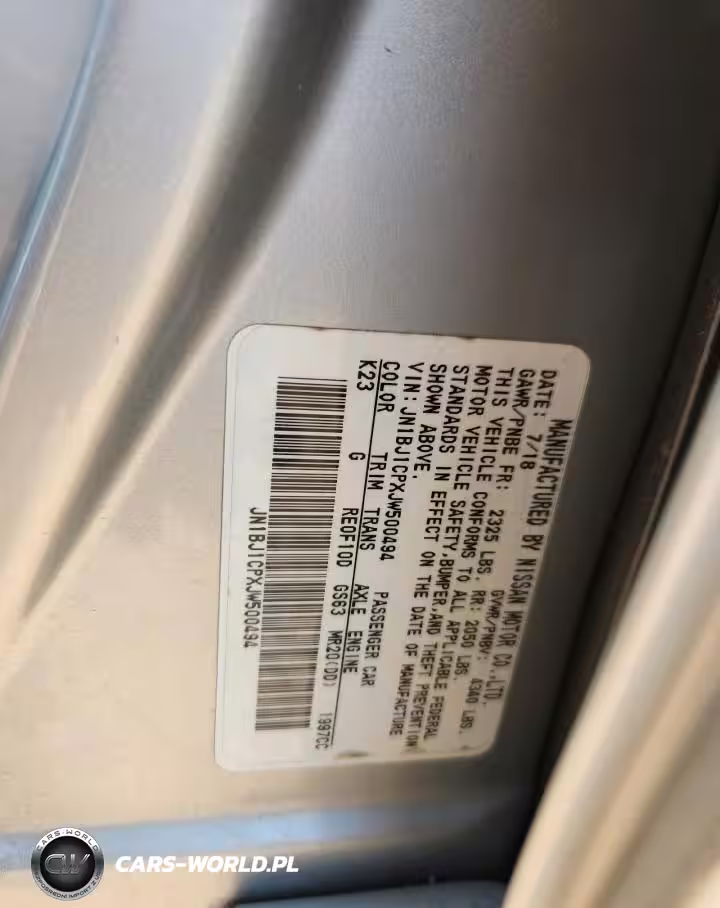 MANUFACTURED BY NISSAN MOTOR CO.,LTD.
DATE: 7/18 GVWR/PNBV: 4340 LBS.
GAWR/PNBE FR: 2325 LBS. RR: 2050 LBS.
THIS VEHICLE CONFORMS TO ALL APPLICABLE FEDERAL
MOTOR VEHICLE SAFETY,BUMPER,AND THEFT PREVENTION
STANDARDS IN EFFECT ON THE DATE OF MANUFACTURE
SHOWN ABOVE.
VIN: JN1BJ1CPXJW500494 PASSENGER CAR
COLOR TRIM TRANS AXLE ENGINE
K23 G RE0F10D GS63 MR20(DD) 1997CC
JN1BJ1CPXJW500494
CARS-WORLD
CW
CARS-WORLD.PL